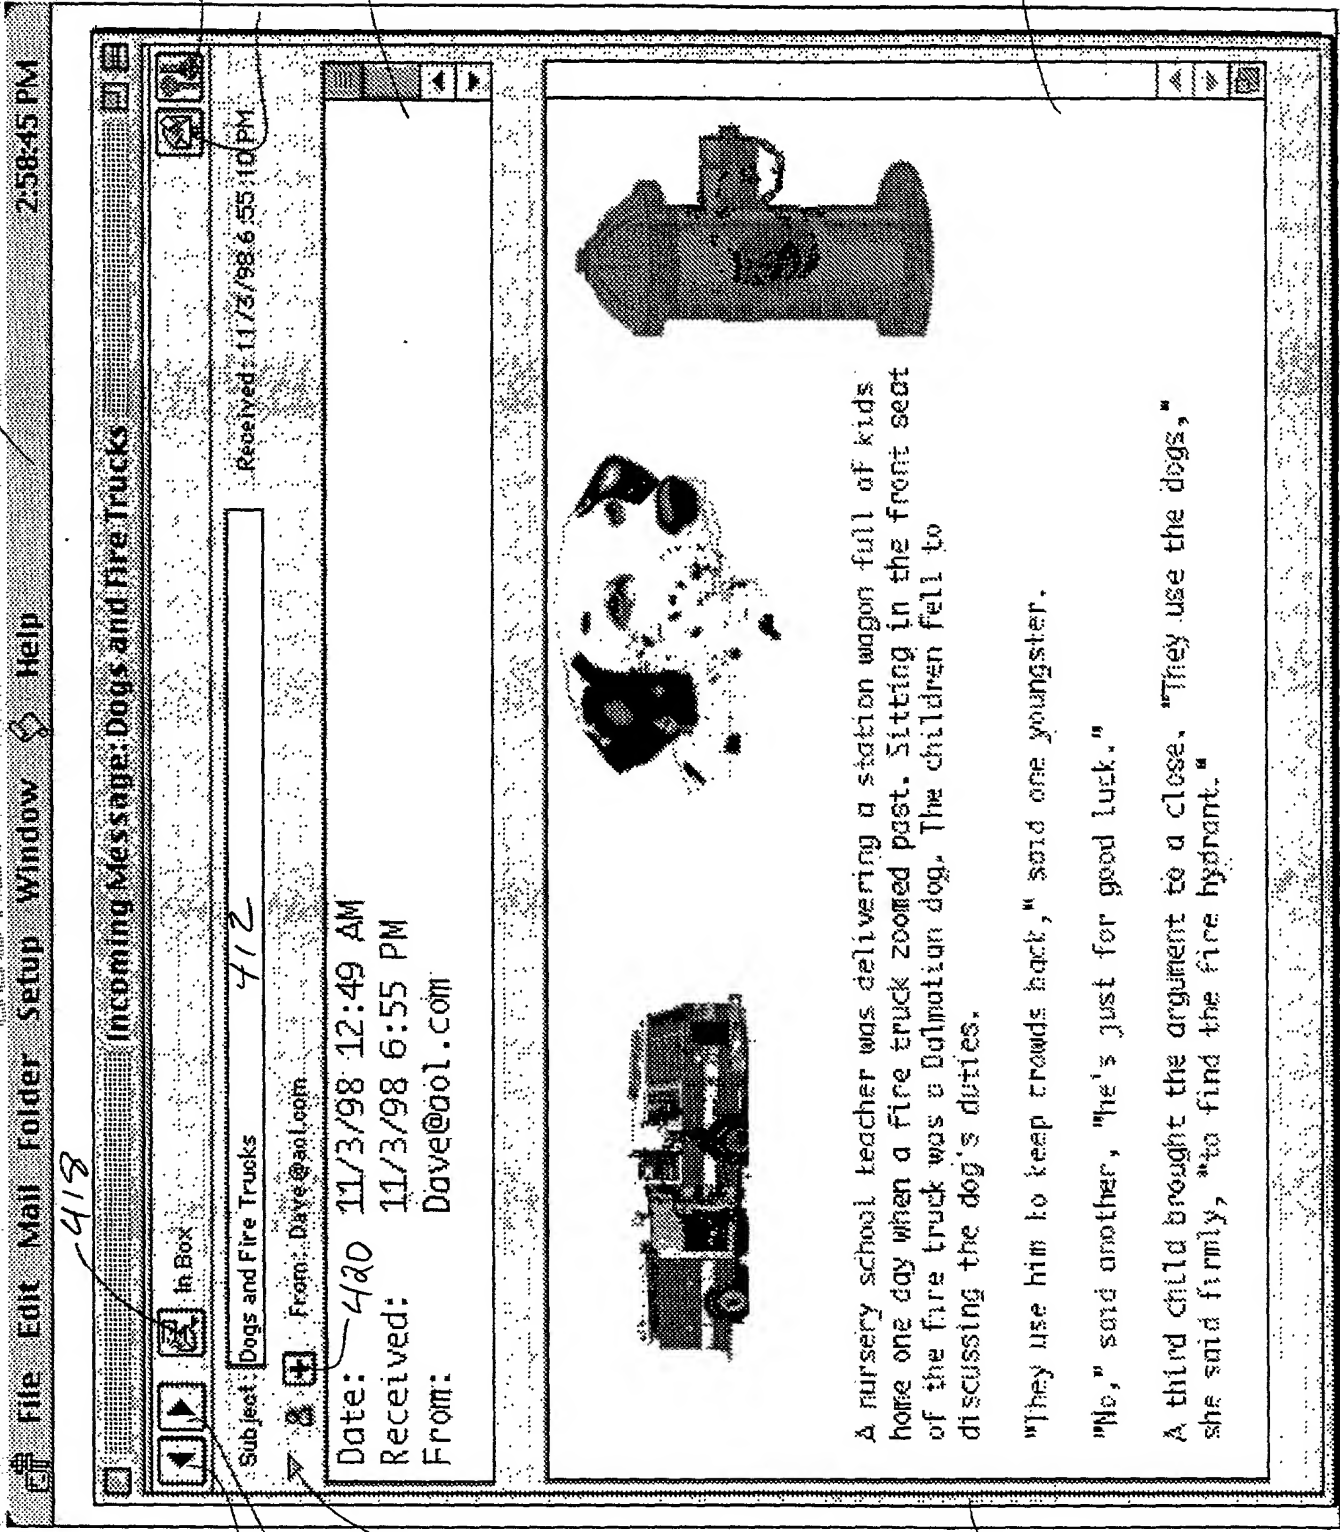 File Edit Mail Folder Setup Window Help 2:58:45 PM
418
Incoming Message: Dogs and Fire Trucks
In Box
Subject: Dogs and Fire Trucks 412 Received: 11/3/98 6:55:10 PM
From: Dave@aol.com
Date: 420 11/3/98 12:49 AM
Received: 11/3/98 6:55 PM
From: Dave@aol.com
A nursery school teacher was delivering a station wagon full of kids
home one day when a fire truck zoomed past. Sitting in the front seat
of the fire truck was a Dalmatian dog. The children fell to
discussing the dog's duties.
"They use him to keep crowds back," said one youngster.
"No," said another, "he's just for good luck."
A third child brought the argument to a close. "They use the dogs,"
she said firmly, "to find the fire hydrant."